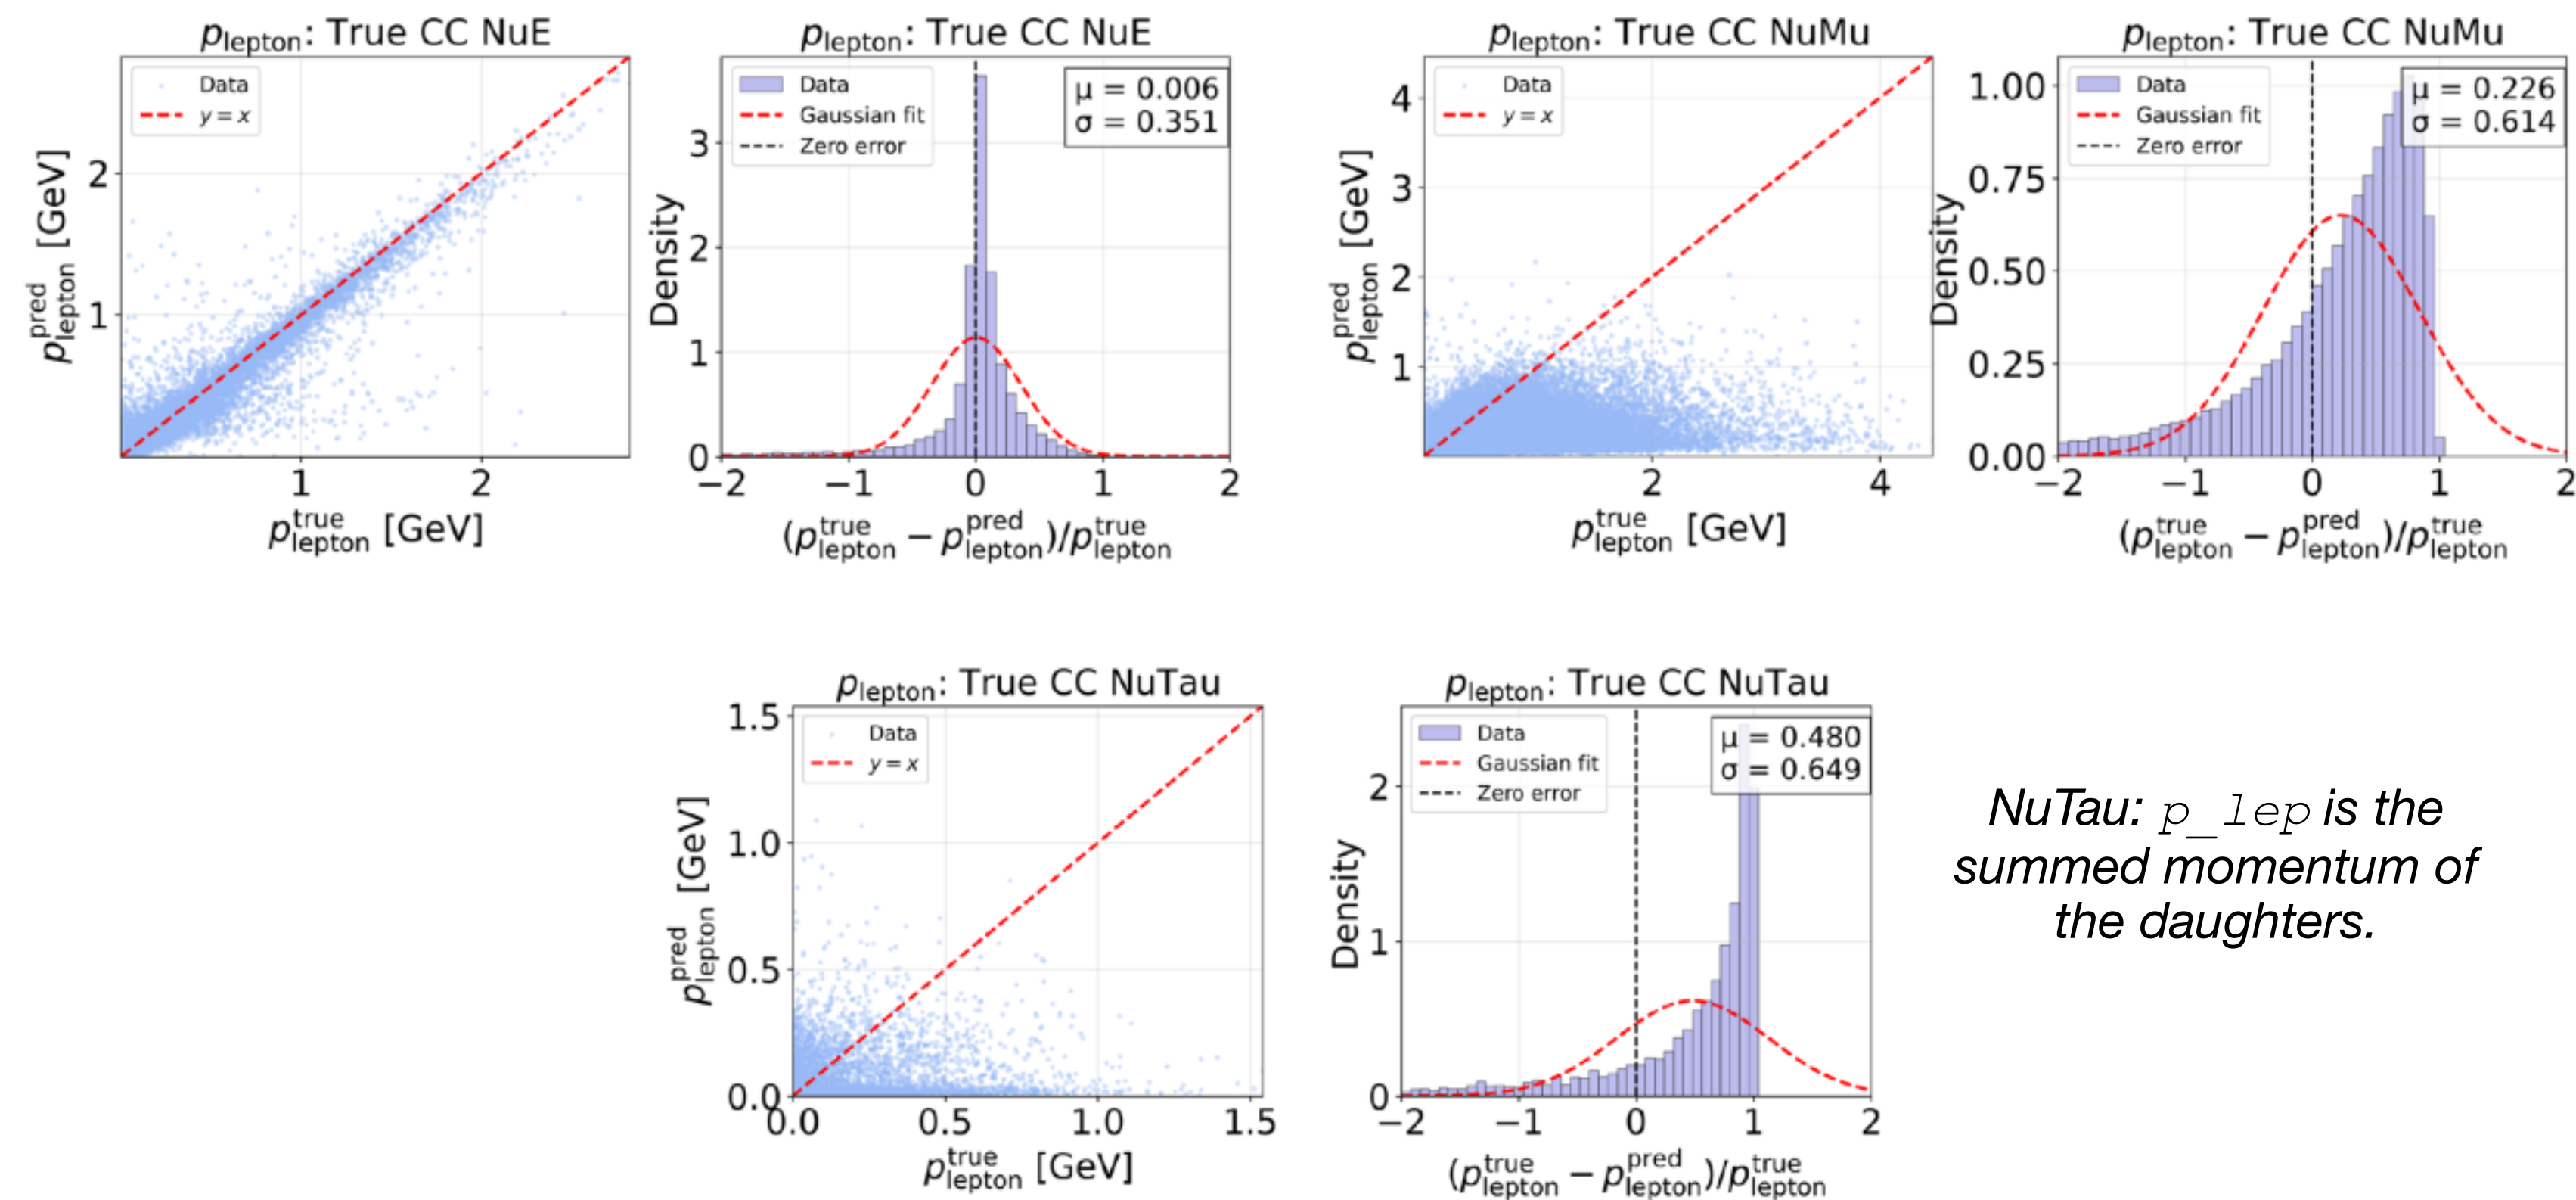 p_lepton: True CC NuE
Data
y = x
2
1
1
2
p_lepton^pred [GeV]
p_lepton^true [GeV]
p_lepton: True CC NuE
Data
Gaussian fit
Zero error
μ = 0.006
σ = 0.351
3
2
1
0
−2 −1 0 1 2
Density
(p_lepton^true − p_lepton^pred)/p_lepton^true
p_lepton: True CC NuMu
Data
y = x
4
3
2
1
2 4
p_lepton^pred [GeV]
p_lepton^true [GeV]
p_lepton: True CC NuMu
Data
Gaussian fit
Zero error
μ = 0.226
σ = 0.614
1.00
0.75
0.50
0.25
0.00
−2 −1 0 1 2
Density
(p_lepton^true − p_lepton^pred)/p_lepton^true
p_lepton: True CC NuTau
Data
y = x
1.5
1.0
0.5
0.0
0.0 0.5 1.0 1.5
p_lepton^pred [GeV]
p_lepton^true [GeV]
p_lepton: True CC NuTau
Data
Gaussian fit
Zero error
μ = 0.480
σ = 0.649
2
1
0
−2 −1 0 1 2
Density
(p_lepton^true − p_lepton^pred)/p_lepton^true
NuTau: p_lep is the
summed momentum of
the daughters.